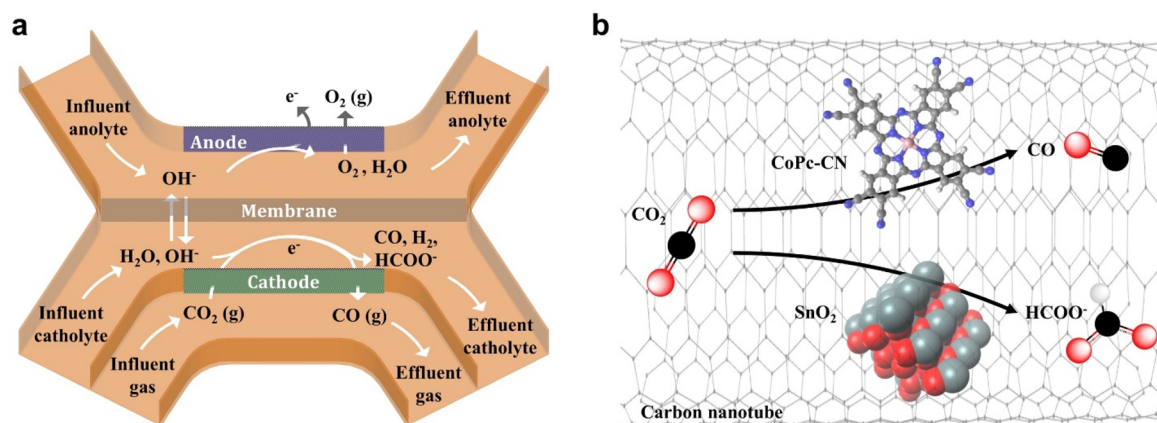 a
Influent
anolyte
e⁻
O₂ (g)
Anode
O₂ , H₂O
Effluent
anolyte
OH⁻
Membrane
H₂O, OH⁻
e⁻
CO, H₂,
HCOO⁻
Cathode
Influent
catholyte
CO₂ (g)
CO (g)
Influent
gas
Effluent
gas
Effluent
catholyte
b
CoPc-CN
CO
CO₂
SnO₂
HCOO⁻
Carbon nanotube